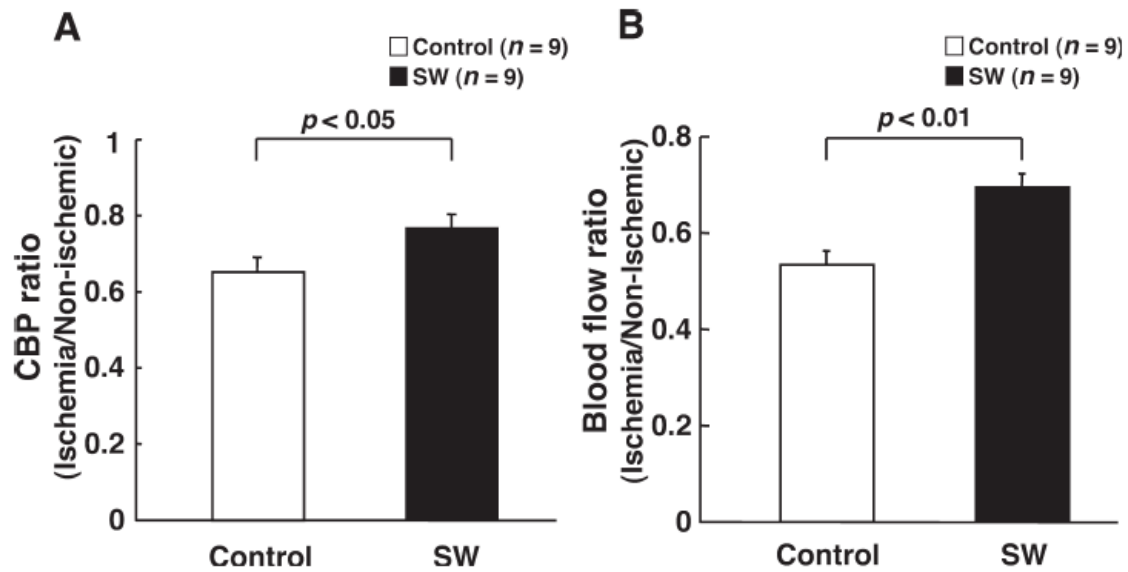 A
Control (n = 9)
SW (n = 9)
p < 0.05
CBP ratio
(Ischemia/Non-ischemic)
1
0.8
0.6
0.4
0.2
0
Control
SW
B
Control (n = 9)
SW (n = 9)
p < 0.01
Blood flow ratio
(Ischemia/Non-Ischemic)
0.8
0.6
0.4
0.2
0
Control
SW